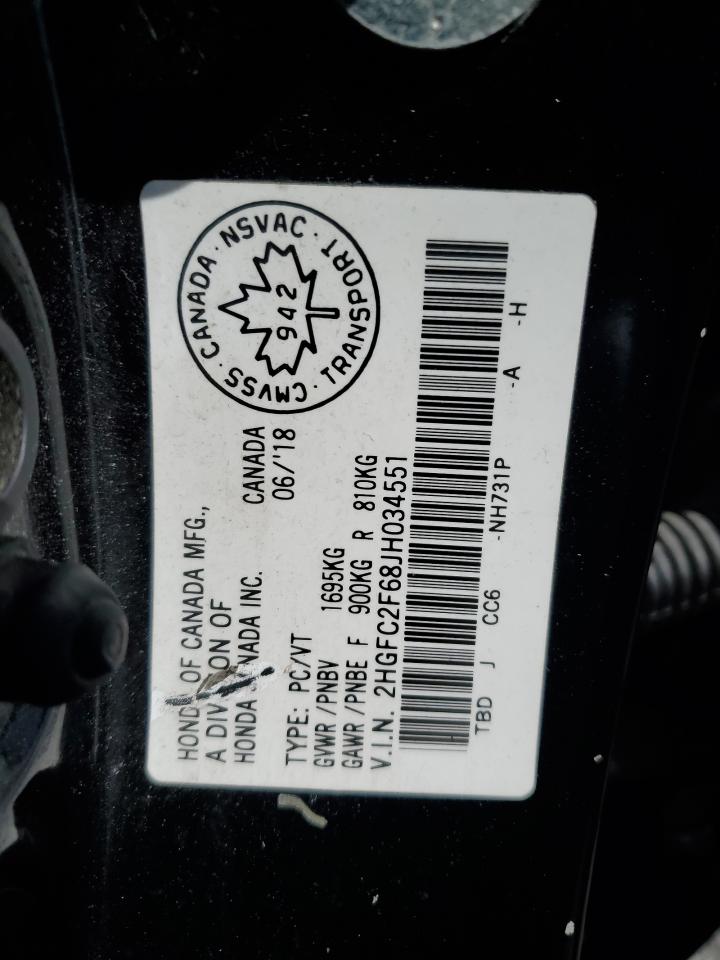 HONDA OF CANADA MFG.,
A DIVISION OF
HONDA CANADA INC.
CANADA
06/'18
CMVSS · CANADA · NSVAC · TRANSPORT
942
TYPE: PC/VT
GVWR/PNBV 1695KG
GAWR/PNBE F 900KG R 810KG
V.I.N. 2HGFC2F68JH034551
TBD J CC6 -NH731P -A -H